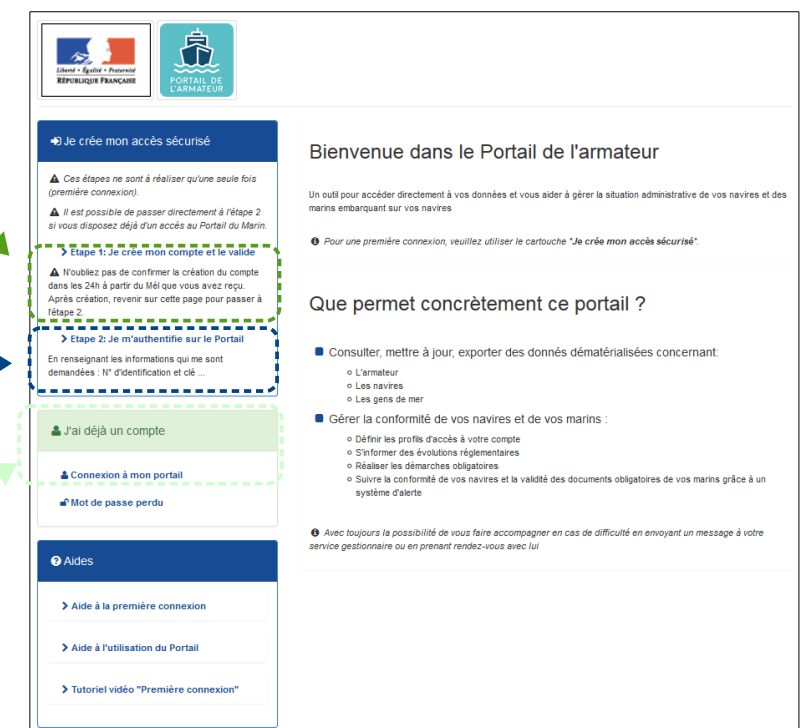 Liberté • Égalité • Fraternité
RÉPUBLIQUE FRANÇAISE
PORTAIL DE
L'ARMATEUR
Je crée mon accès sécurisé
Ces étapes ne sont à réaliser qu'une seule fois
(première connexion).
Il est possible de passer directement à l'étape 2
si vous disposez déjà d'un accès au Portail du Marin.
Etape 1: Je crée mon compte et le valide
N'oubliez pas de confirmer la création du compte
dans les 24h à partir du Mél que vous avez reçu.
Après création, revenir sur cette page pour passer à
l'étape 2.
Etape 2: Je m'authentifie sur le Portail
En renseignant les informations qui me sont
demandées : N° d'identification et clé ...
J'ai déjà un compte
Connexion à mon portail
Mot de passe perdu
Aides
Aide à la première connexion
Aide à l'utilisation du Portail
Tutoriel vidéo "Première connexion"
Bienvenue dans le Portail de l'armateur
Un outil pour accéder directement à vos données et vous aider à gérer la situation administrative de vos navires et des
marins embarquant sur vos navires
Pour une première connexion, veuillez utiliser le cartouche "Je crée mon accès sécurisé".
Que permet concrètement ce portail ?
Consulter, mettre à jour, exporter des donnés dématérialisées concernant:
L'armateur
Les navires
Les gens de mer
Gérer la conformité de vos navires et de vos marins :
Définir les profils d'accès à votre compte
S'informer des évolutions réglementaires
Réaliser les démarches obligatoires
Suivre la conformité de vos navires et la validité des documents obligatoires de vos marins grâce à un
système d'alerte
Avec toujours la possibilité de vous faire accompagner en cas de difficulté en envoyant un message à votre
service gestionnaire ou en prenant rendez-vous avec lui